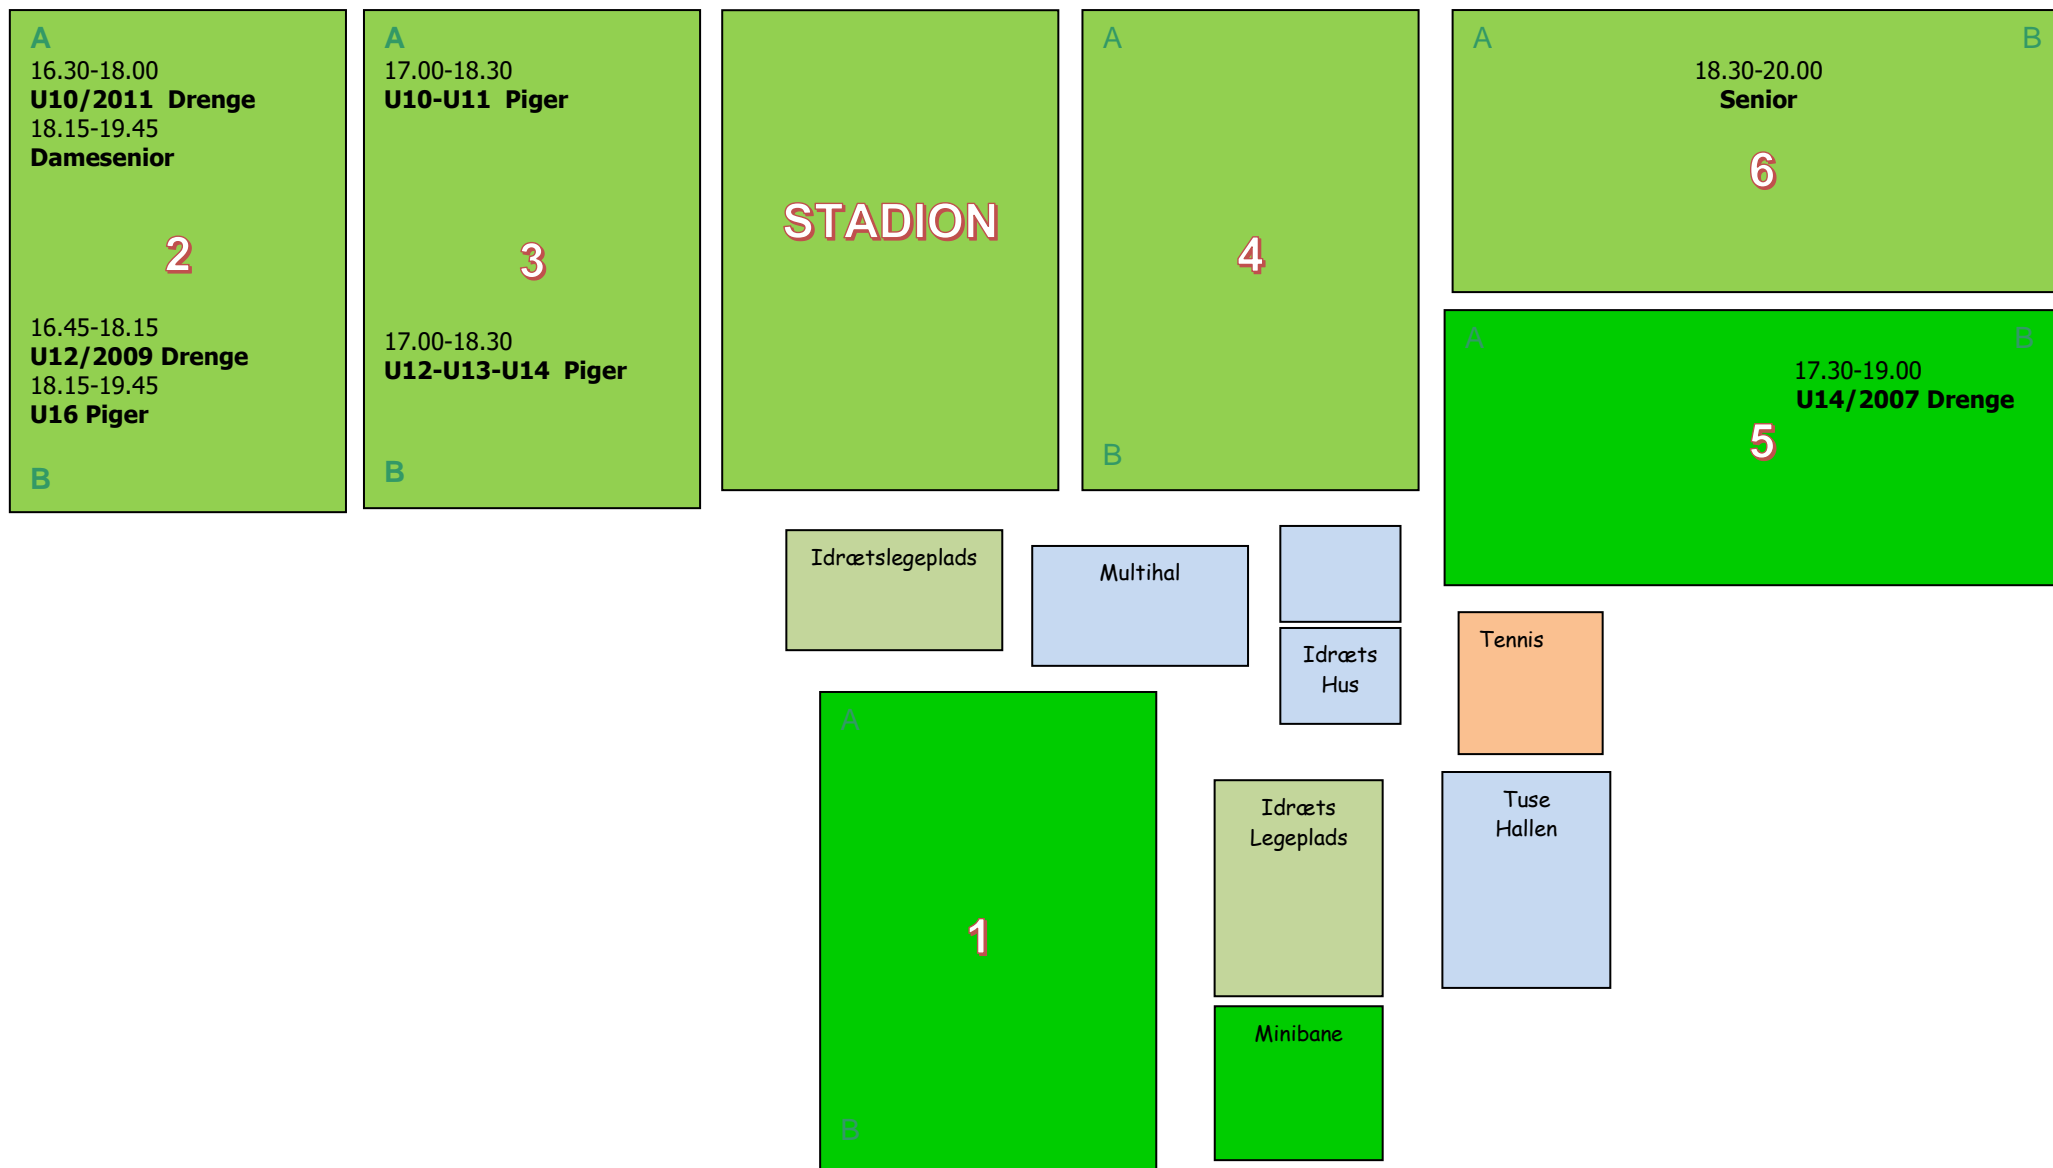 A
16.30-18.00
U10/2011 Drenge
18.15-19.45
Damesenior
2
16.45-18.15
U12/2009 Drenge
18.15-19.45
U16 Piger
B
A
17.00-18.30
U10-U11 Piger
3
17.00-18.30
U12-U13-U14 Piger
B
STADION
A
4
B
A B
18.30-20.00
Senior
6
A B
17.30-19.00
U14/2007 Drenge
5
Idrætslegeplads
Multihal
Idræts
Hus
Tennis
A
1
B
Idræts
Legeplads
Tuse
Hallen
Minibane